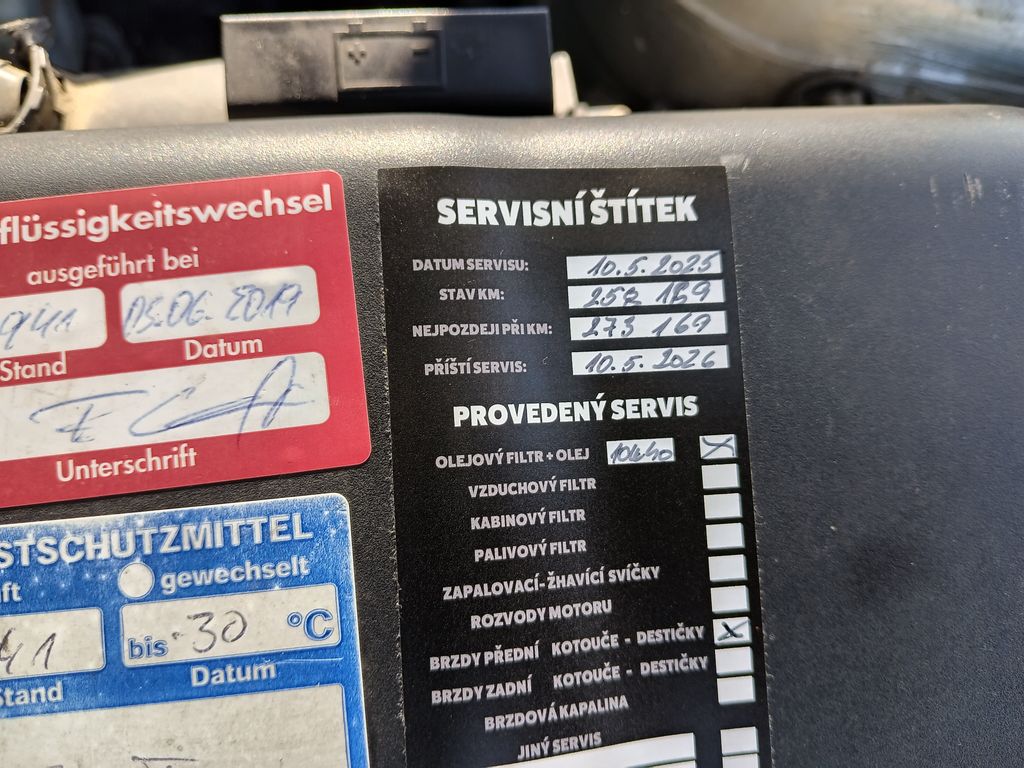 flüssigkeitswechsel
ausgeführt bei
941 03.06.2019
Stand Datum
Unterschrift
STSCHUTZMITTEL
gewechselt
41 bis -30 °C
Stand Datum
SERVISNÍ ŠTÍTEK
DATUM SERVISU: 10.5.2025
STAV KM: 258 169
NEJPOZDEJI PŘI KM: 273 169
PŘÍŠTÍ SERVIS: 10.5.2026
PROVEDENÝ SERVIS
OLEJOVÝ FILTR + OLEJ 10W40 X
VZDUCHOVÝ FILTR
KABINOVÝ FILTR
PALIVOVÝ FILTR
ZAPALOVACÍ-ŽHAVÍCÍ SVÍČKY
ROZVODY MOTORU
BRZDY PŘEDNÍ KOTOUČE - DESTIČKY X
BRZDY ZADNÍ KOTOUČE - DESTIČKY
BRZDOVÁ KAPALINA
JINÝ SERVIS